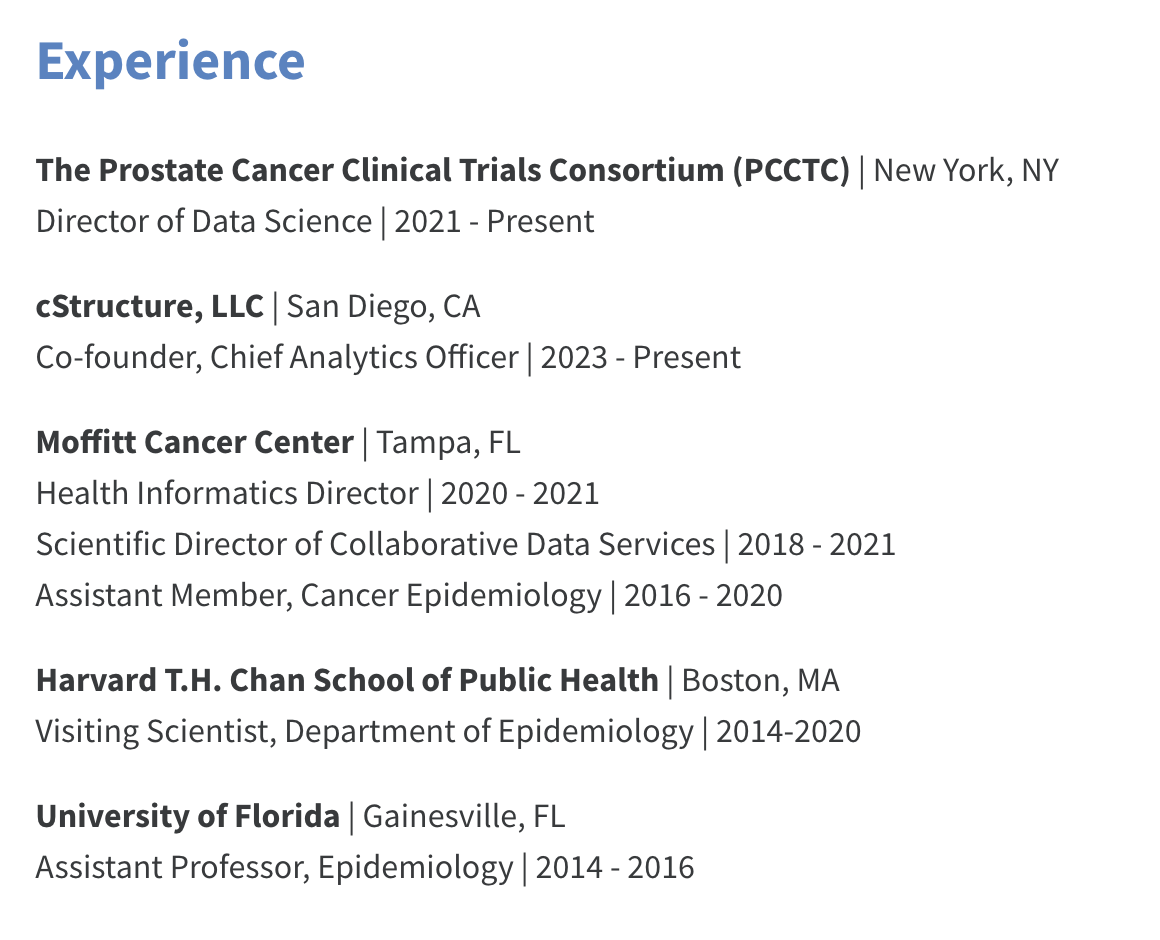 Experience
The Prostate Cancer Clinical Trials Consortium (PCCTC) | New York, NY
Director of Data Science | 2021 - Present
cStructure, LLC | San Diego, CA
Co-founder, Chief Analytics Officer | 2023 - Present
Moffitt Cancer Center | Tampa, FL
Health Informatics Director | 2020 - 2021
Scientific Director of Collaborative Data Services | 2018 - 2021
Assistant Member, Cancer Epidemiology | 2016 - 2020
Harvard T.H. Chan School of Public Health | Boston, MA
Visiting Scientist, Department of Epidemiology | 2014-2020
University of Florida | Gainesville, FL
Assistant Professor, Epidemiology | 2014 - 2016